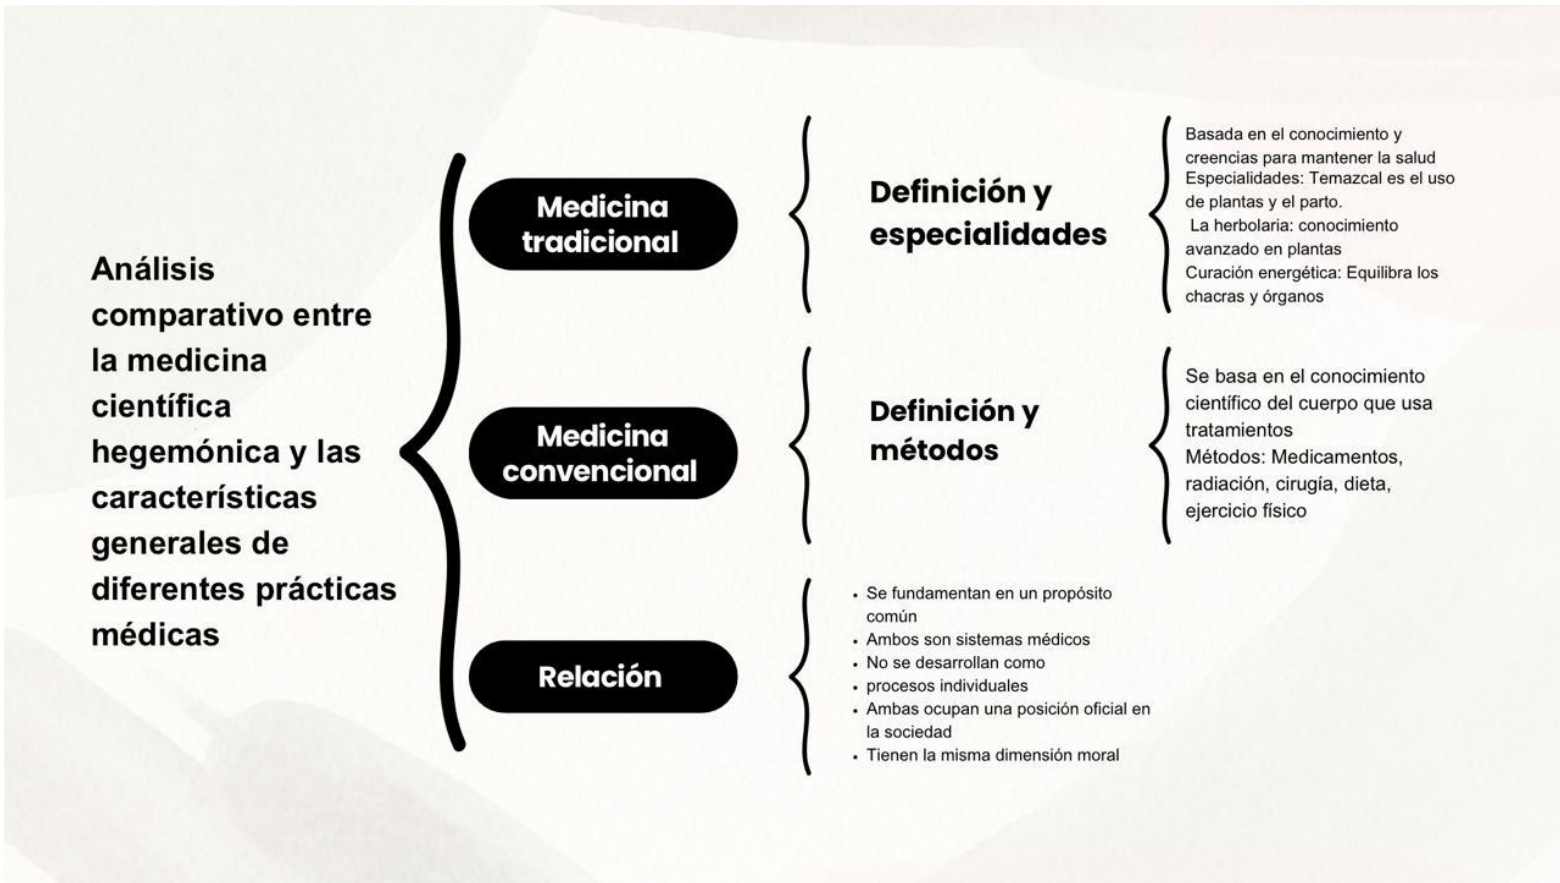 Análisis
comparativo entre
la medicina
científica
hegemónica y las
características
generales de
diferentes prácticas
médicas
Medicina
tradicional
Definición y
especialidades
Basada en el conocimiento y
creencias para mantener la salud
Especialidades: Temazcal es el uso
de plantas y el parto.
La herbolaria: conocimiento
avanzado en plantas
Curación energética: Equilibra los
chacras y órganos
Medicina
convencional
Definición y
métodos
Se basa en el conocimiento
científico del cuerpo que usa
tratamientos
Métodos: Medicamentos,
radiación, cirugía, dieta,
ejercicio físico
Relación
• Se fundamentan en un propósito
común
• Ambos son sistemas médicos
• No se desarrollan como
• procesos individuales
• Ambas ocupan una posición oficial en
la sociedad
• Tienen la misma dimensión moral